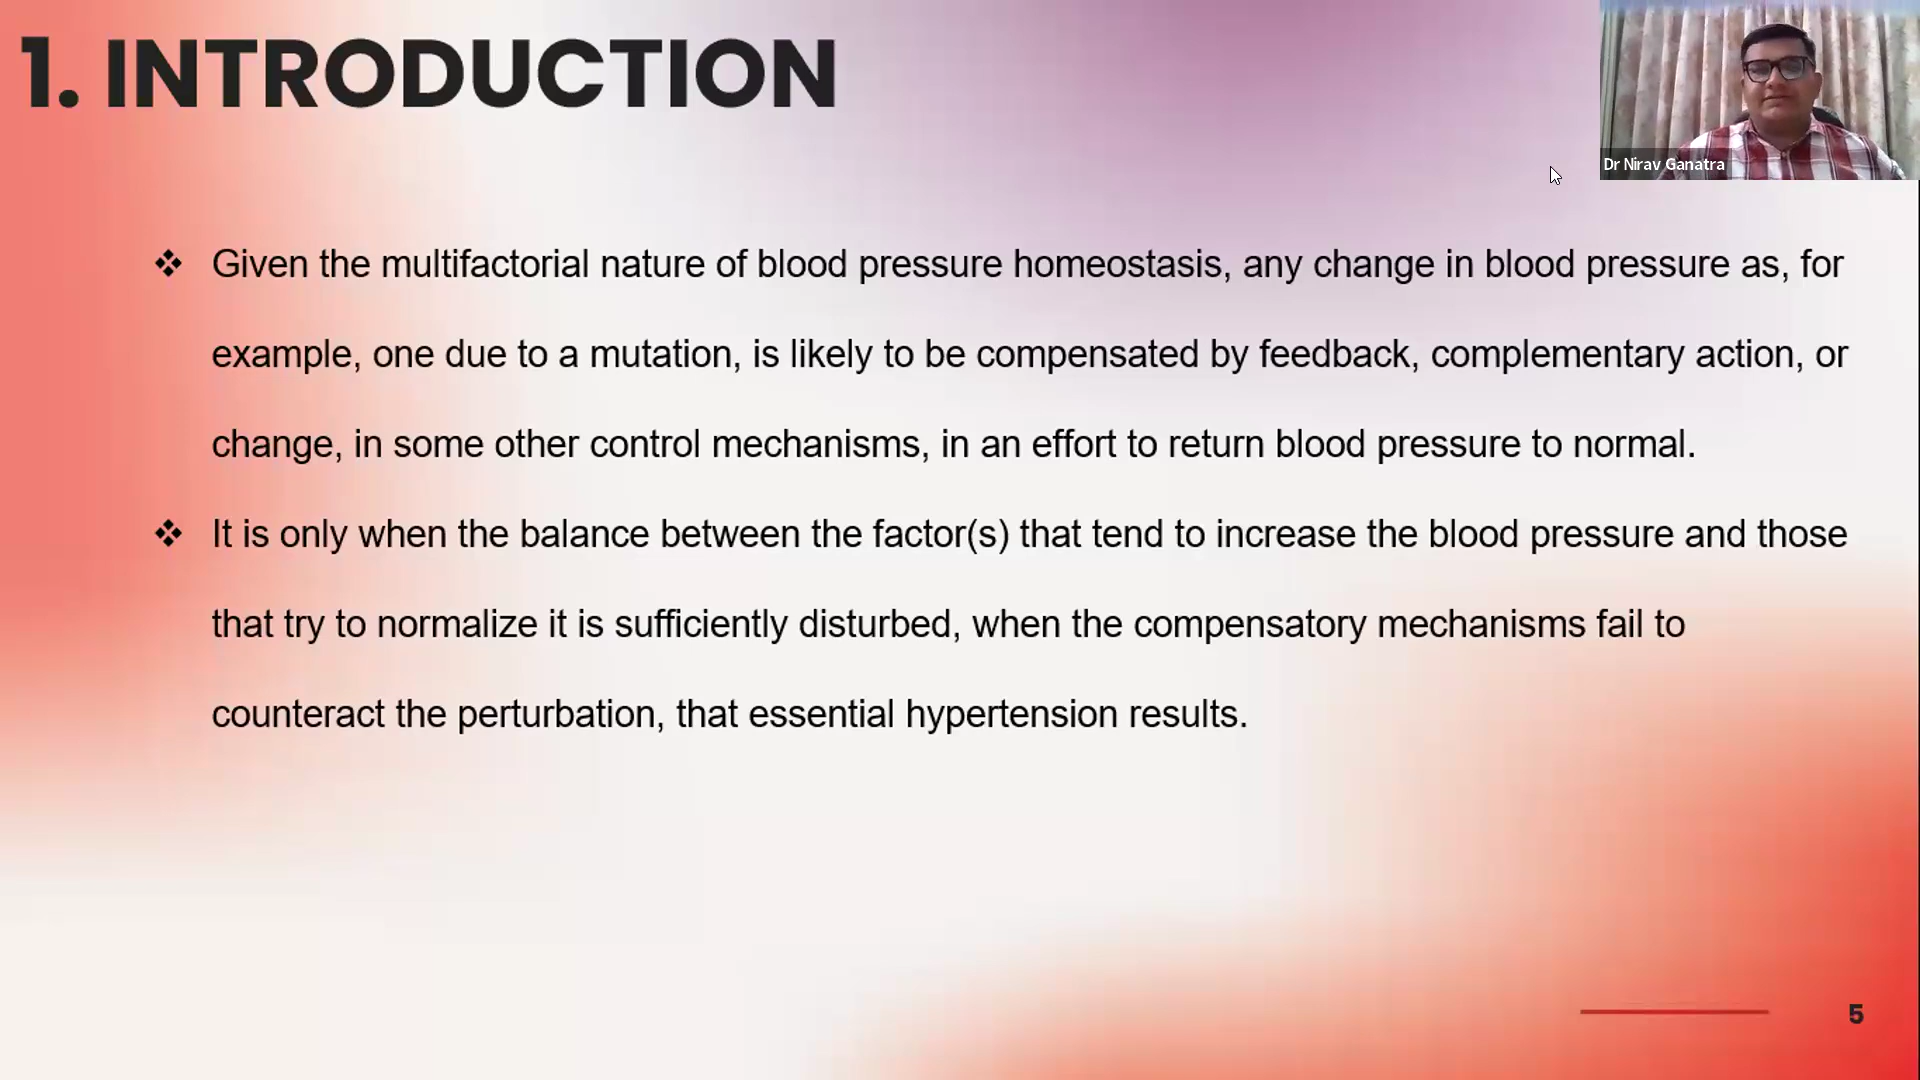 1. INTRODUCTION
Dr Nirav Ganatra
❖ Given the multifactorial nature of blood pressure homeostasis, any change in blood pressure as, for
example, one due to a mutation, is likely to be compensated by feedback, complementary action, or
change, in some other control mechanisms, in an effort to return blood pressure to normal.
❖ It is only when the balance between the factor(s) that tend to increase the blood pressure and those
that try to normalize it is sufficiently disturbed, when the compensatory mechanisms fail to
counteract the perturbation, that essential hypertension results.
5